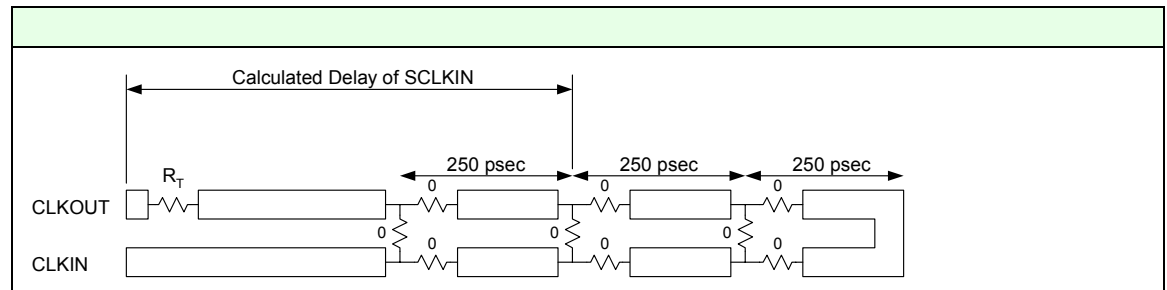 Calculated Delay of SCLKIN
250 psec 250 psec 250 psec
RT 0 0 0
CLKOUT
0 0 0
0 0 0
CLKIN